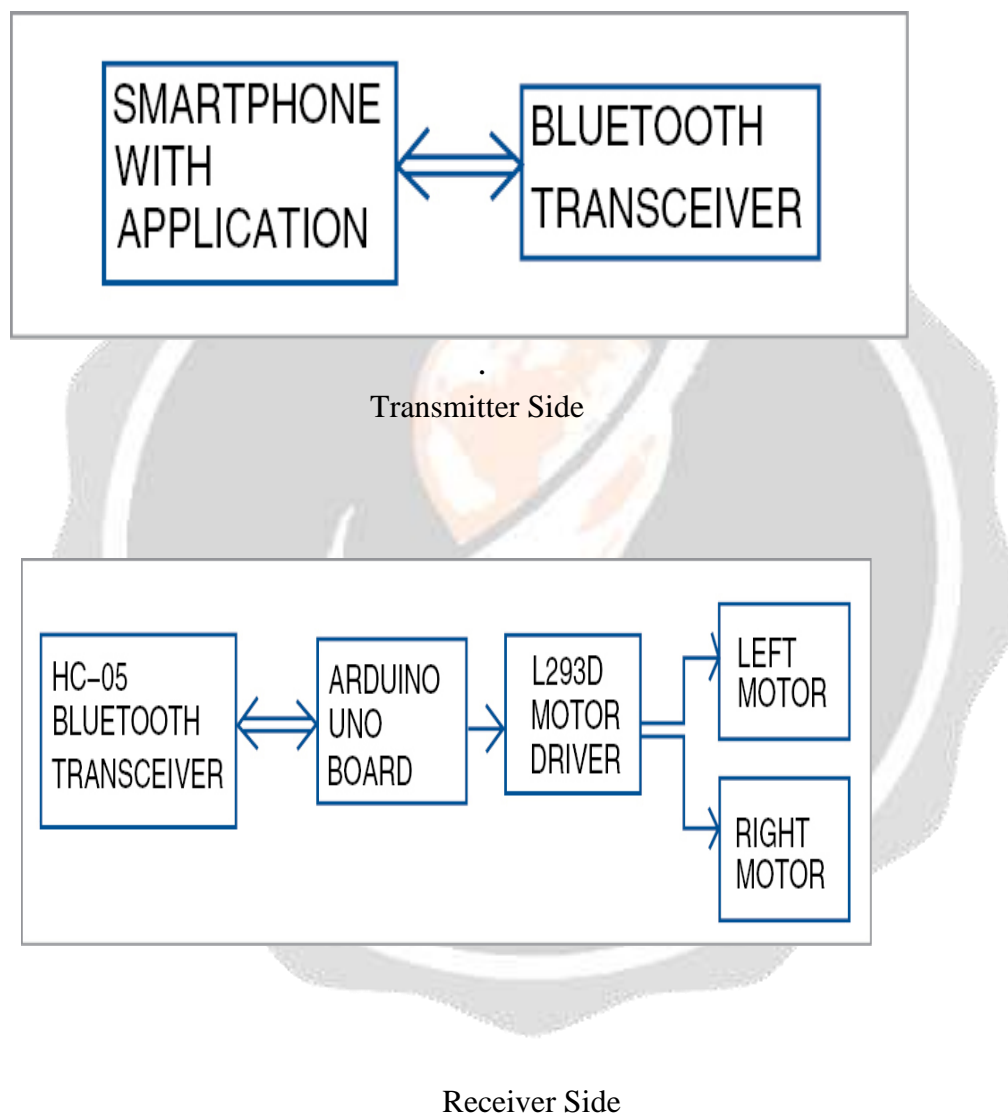 SMARTPHONE
WITH
APPLICATION
BLUETOOTH
TRANSCEIVER
.
Transmitter Side
HC-05
BLUETOOTH
TRANSCEIVER
ARDUINO
UNO
BOARD
L293D
MOTOR
DRIVER
LEFT
MOTOR
RIGHT
MOTOR
Receiver Side